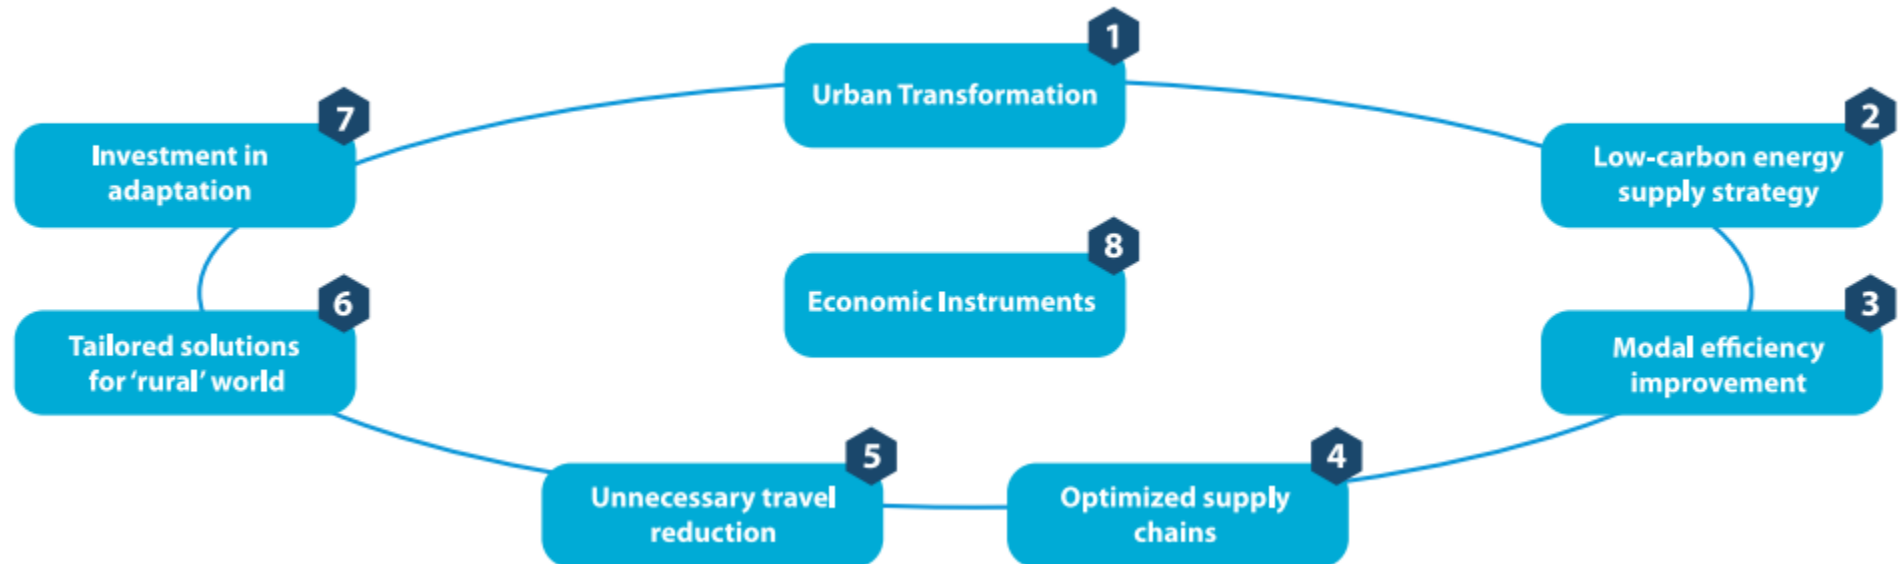 1
Urban Transformation
2
Low-carbon energy
supply strategy
3
Modal efficiency
improvement
4
Optimized supply
chains
5
Unnecessary travel
reduction
6
Tailored solutions
for ‘rural’ world
7
Investment in
adaptation
8
Economic Instruments